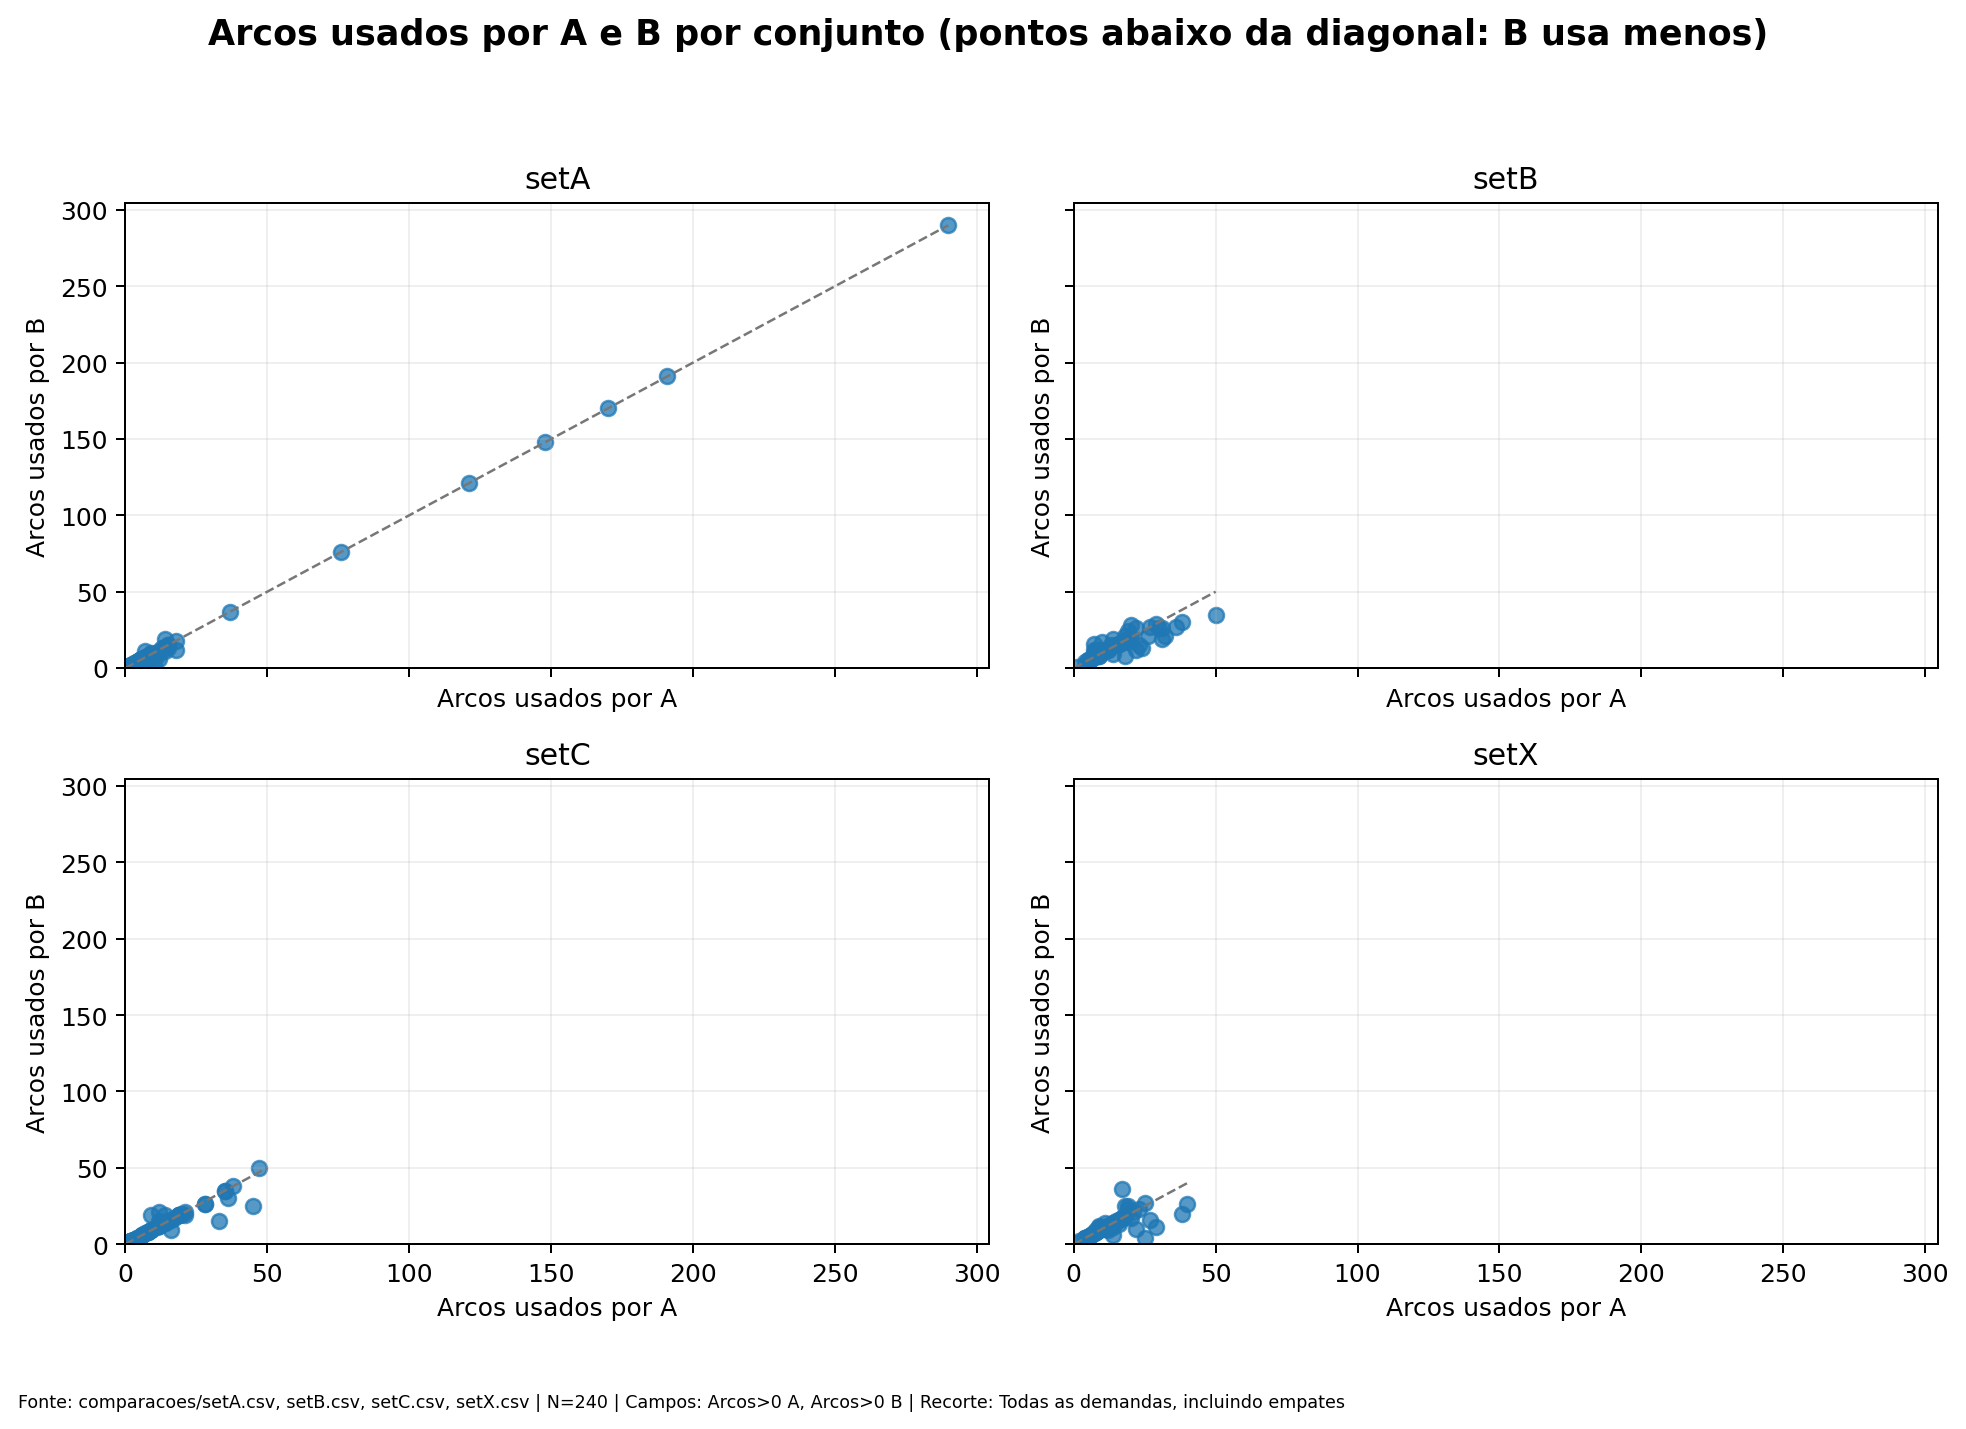 Arcos usados por A e B por conjunto (pontos abaixo da diagonal: B usa menos)
setA
300
250
200
150
100
50
0
Arcos usados por B
Arcos usados por A
setB
Arcos usados por B
Arcos usados por A
setC
300
250
200
150
100
50
0
Arcos usados por B
0 50 100 150 200 250 300
Arcos usados por A
setX
Arcos usados por B
0 50 100 150 200 250 300
Arcos usados por A
Fonte: comparacoes/setA.csv, setB.csv, setC.csv, setX.csv | N=240 | Campos: Arcos>0 A, Arcos>0 B | Recorte: Todas as demandas, incluindo empates